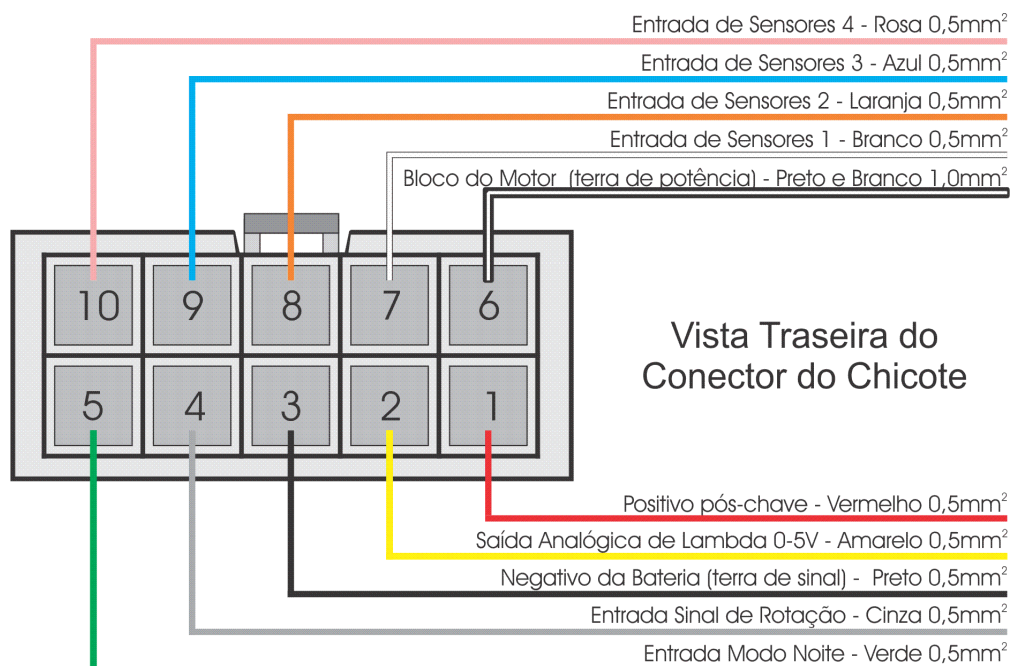 Entrada de Sensores 4 - Rosa 0,5mm²
Entrada de Sensores 3 - Azul 0,5mm²
Entrada de Sensores 2 - Laranja 0,5mm²
Entrada de Sensores 1 - Branco 0,5mm²
Bloco do Motor (terra de potência) - Preto e Branco 1,0mm²
10 9 8 7 6
Vista Traseira do
Conector do Chicote
5 4 3 2 1
Positivo pós-chave - Vermelho 0,5mm²
Saída Analógica de Lambda 0-5V - Amarelo 0,5mm²
Negativo da Bateria (terra de sinal) - Preto 0,5mm²
Entrada Sinal de Rotação - Cinza 0,5mm²
Entrada Modo Noite - Verde 0,5mm²